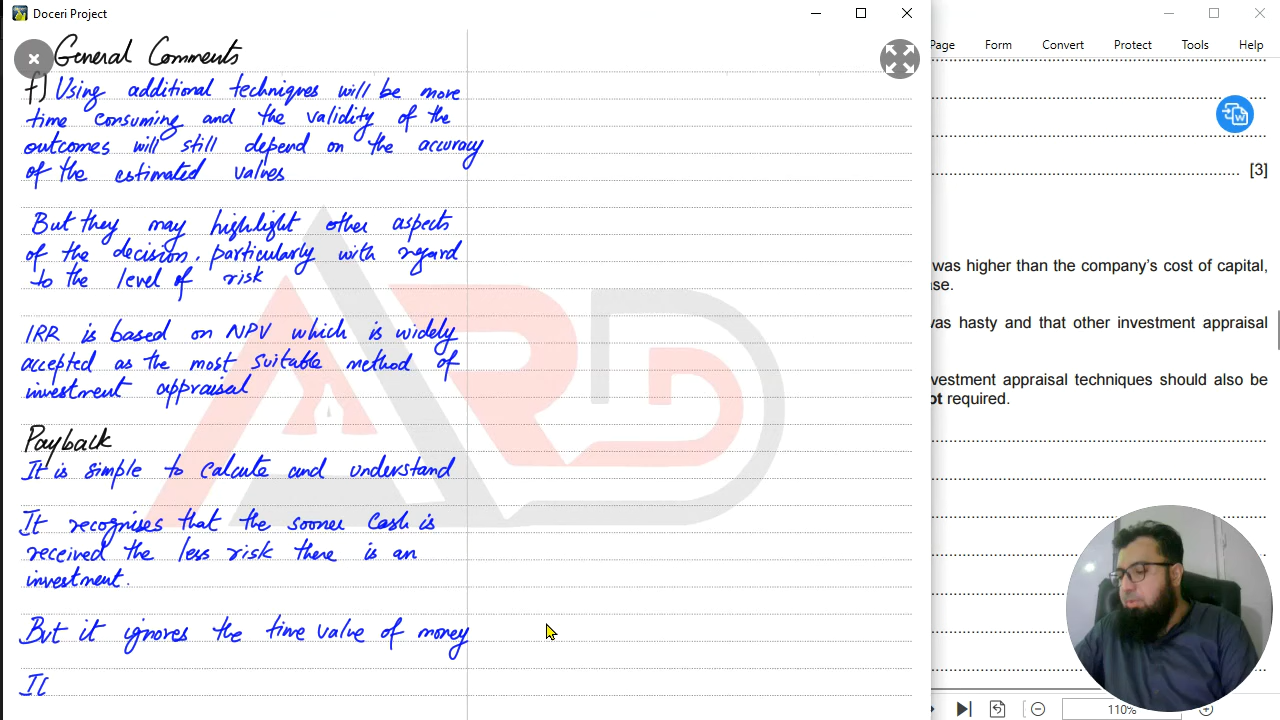 Doceri Project
General Comments
f) Using additional techniques will be more
time consuming and the validity of the
outcomes will still depend on the accuracy
of the estimated values
But they may highlight other aspects
of the decision, particularly with regard
to the level of risk
IRR is based on NPV which is widely
accepted as the most suitable method of
investment appraisal
Payback
It is simple to calcute and understand
It recognises that the sooner cash is
received the less risk there is an
investment.
But it ignores the time value of money
It
ARD
Page Form Convert Protect Tools Help
[3]
was higher than the company's cost of capital,
se.
was hasty and that other investment appraisal
vestment appraisal techniques should also be
ot required.
110%